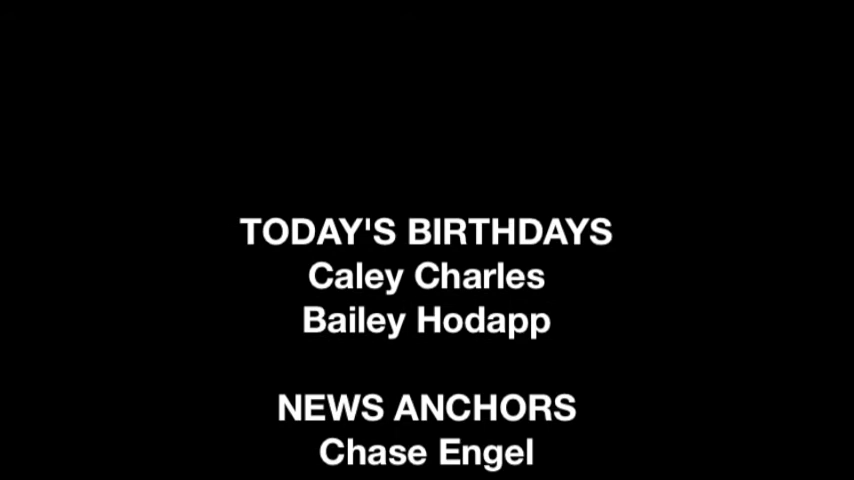 TODAY'S BIRTHDAYS
Caley Charles
Bailey Hodapp
NEWS ANCHORS
Chase Engel